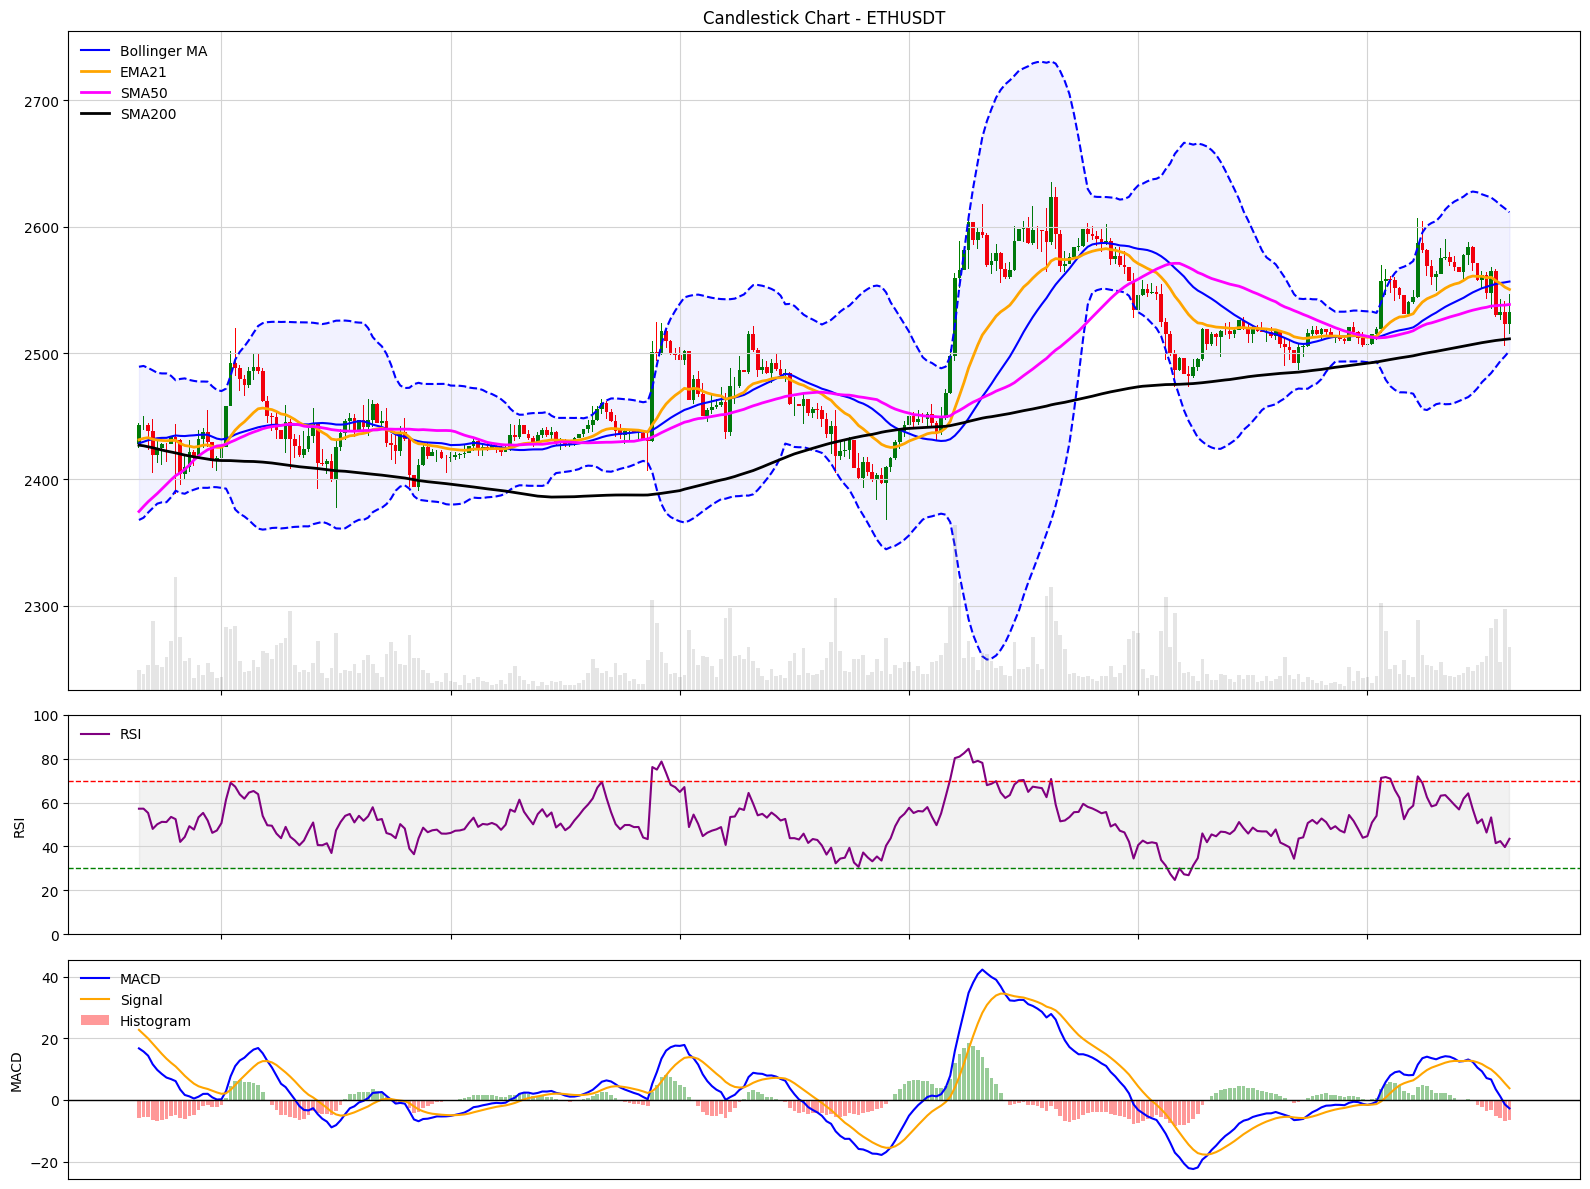 Candlestick Chart - ETHUSDT
Bollinger MA
EMA21
SMA50
SMA200
2700
2600
2500
2400
2300
RSI
100
80
60
40
20
0
RSI
MACD
Signal
Histogram
40
20
0
−20
MACD